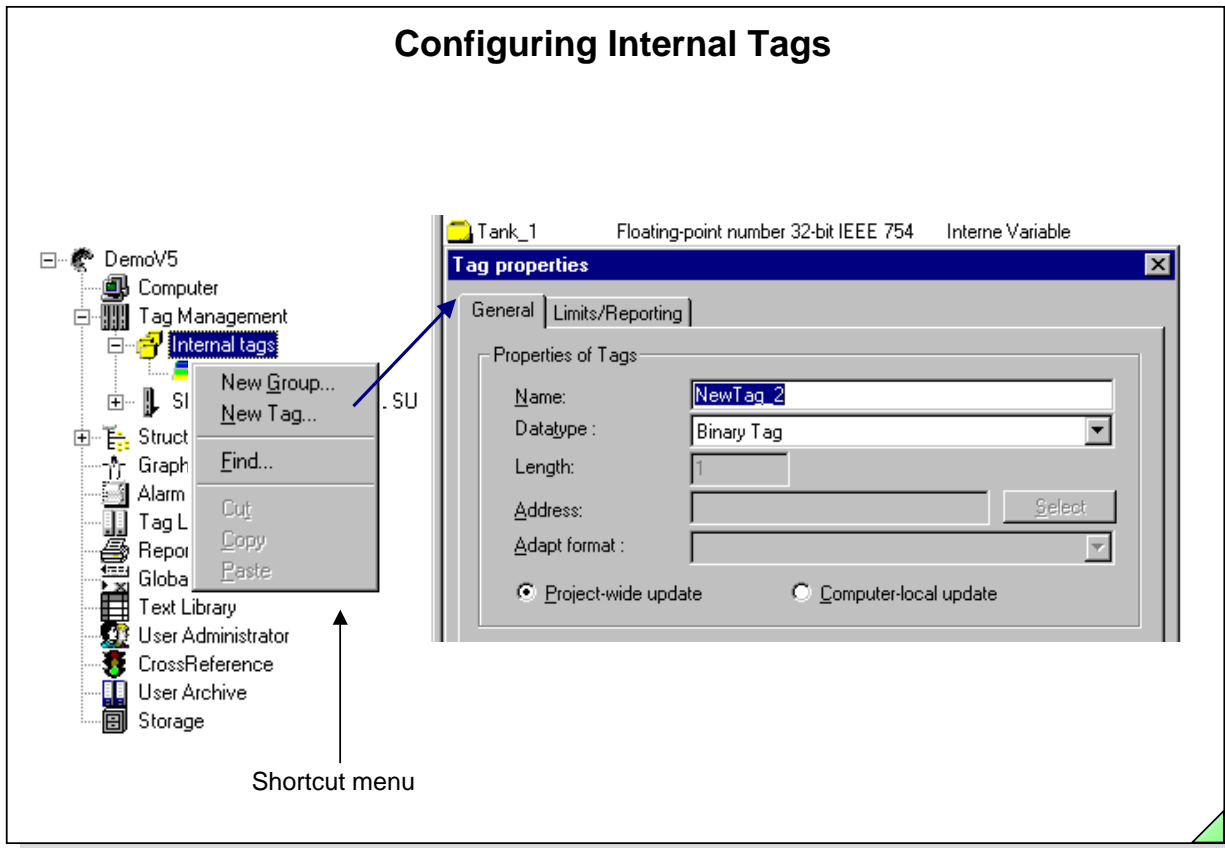 Configuring Internal Tags
DemoV5
Computer
Tag Management
Internal tags
SI
. SU
Struct
Graph
Alarm
Tag L
Repor
Globa
Text Library
User Administrator
CrossReference
User Archive
Storage
New Group...
New Tag...
Find...
Cut
Copy
Paste
Shortcut menu
Tank_1 Floating-point number 32-bit IEEE 754 Interne Variable
Tag properties
General Limits/Reporting
Properties of Tags
Name: NewTag_2
Datatype : Binary Tag
Length: 1
Address: Select
Adapt format :
Project-wide update Computer-local update